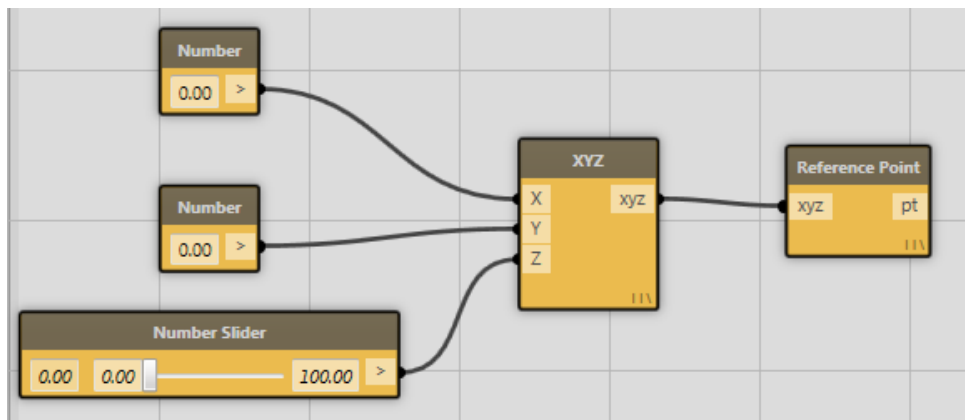 Number
0.00 >
Number
0.00 >
Number Slider
0.00 0.00 100.00 >
XYZ
X xyz
Y
Z
Reference Point
xyz pt